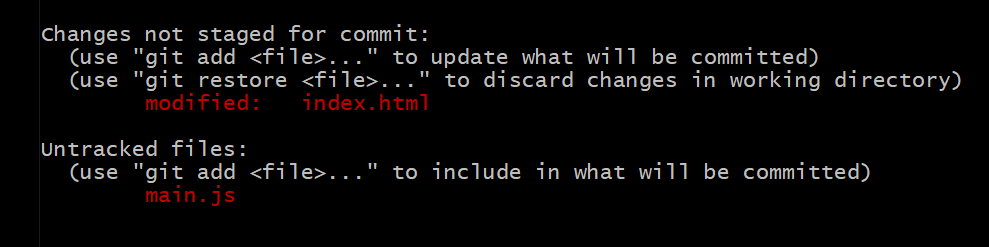 Changes not staged for commit:
  (use "git add <file>..." to update what will be committed)
  (use "git restore <file>..." to discard changes in working directory)
        modified:   index.html

Untracked files:
  (use "git add <file>..." to include in what will be committed)
        main.js